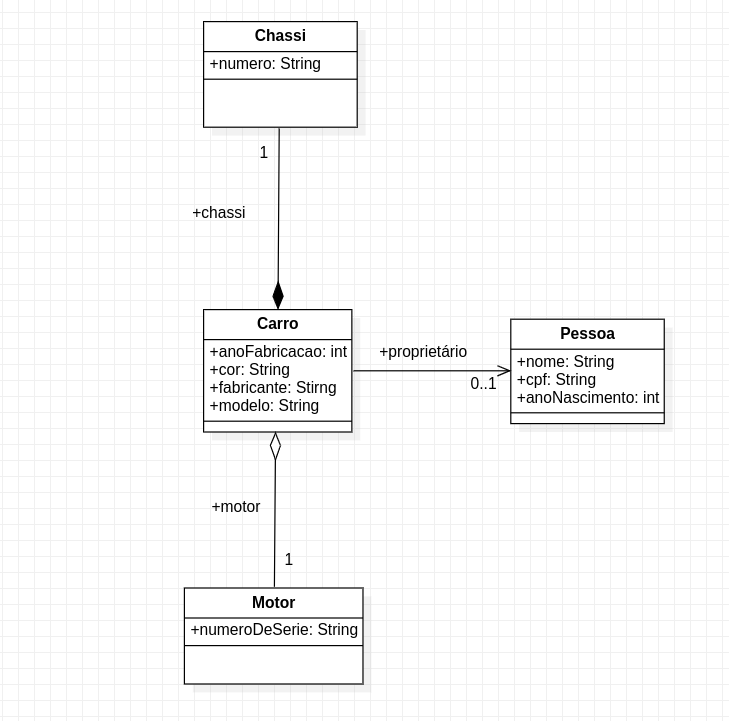 Chassi
+numero: String
1
+chassi
Carro
+anoFabricacao: int
+cor: String
+fabricante: Stirng
+modelo: String
+proprietário
0..1
Pessoa
+nome: String
+cpf: String
+anoNascimento: int
+motor
1
Motor
+numeroDeSerie: String